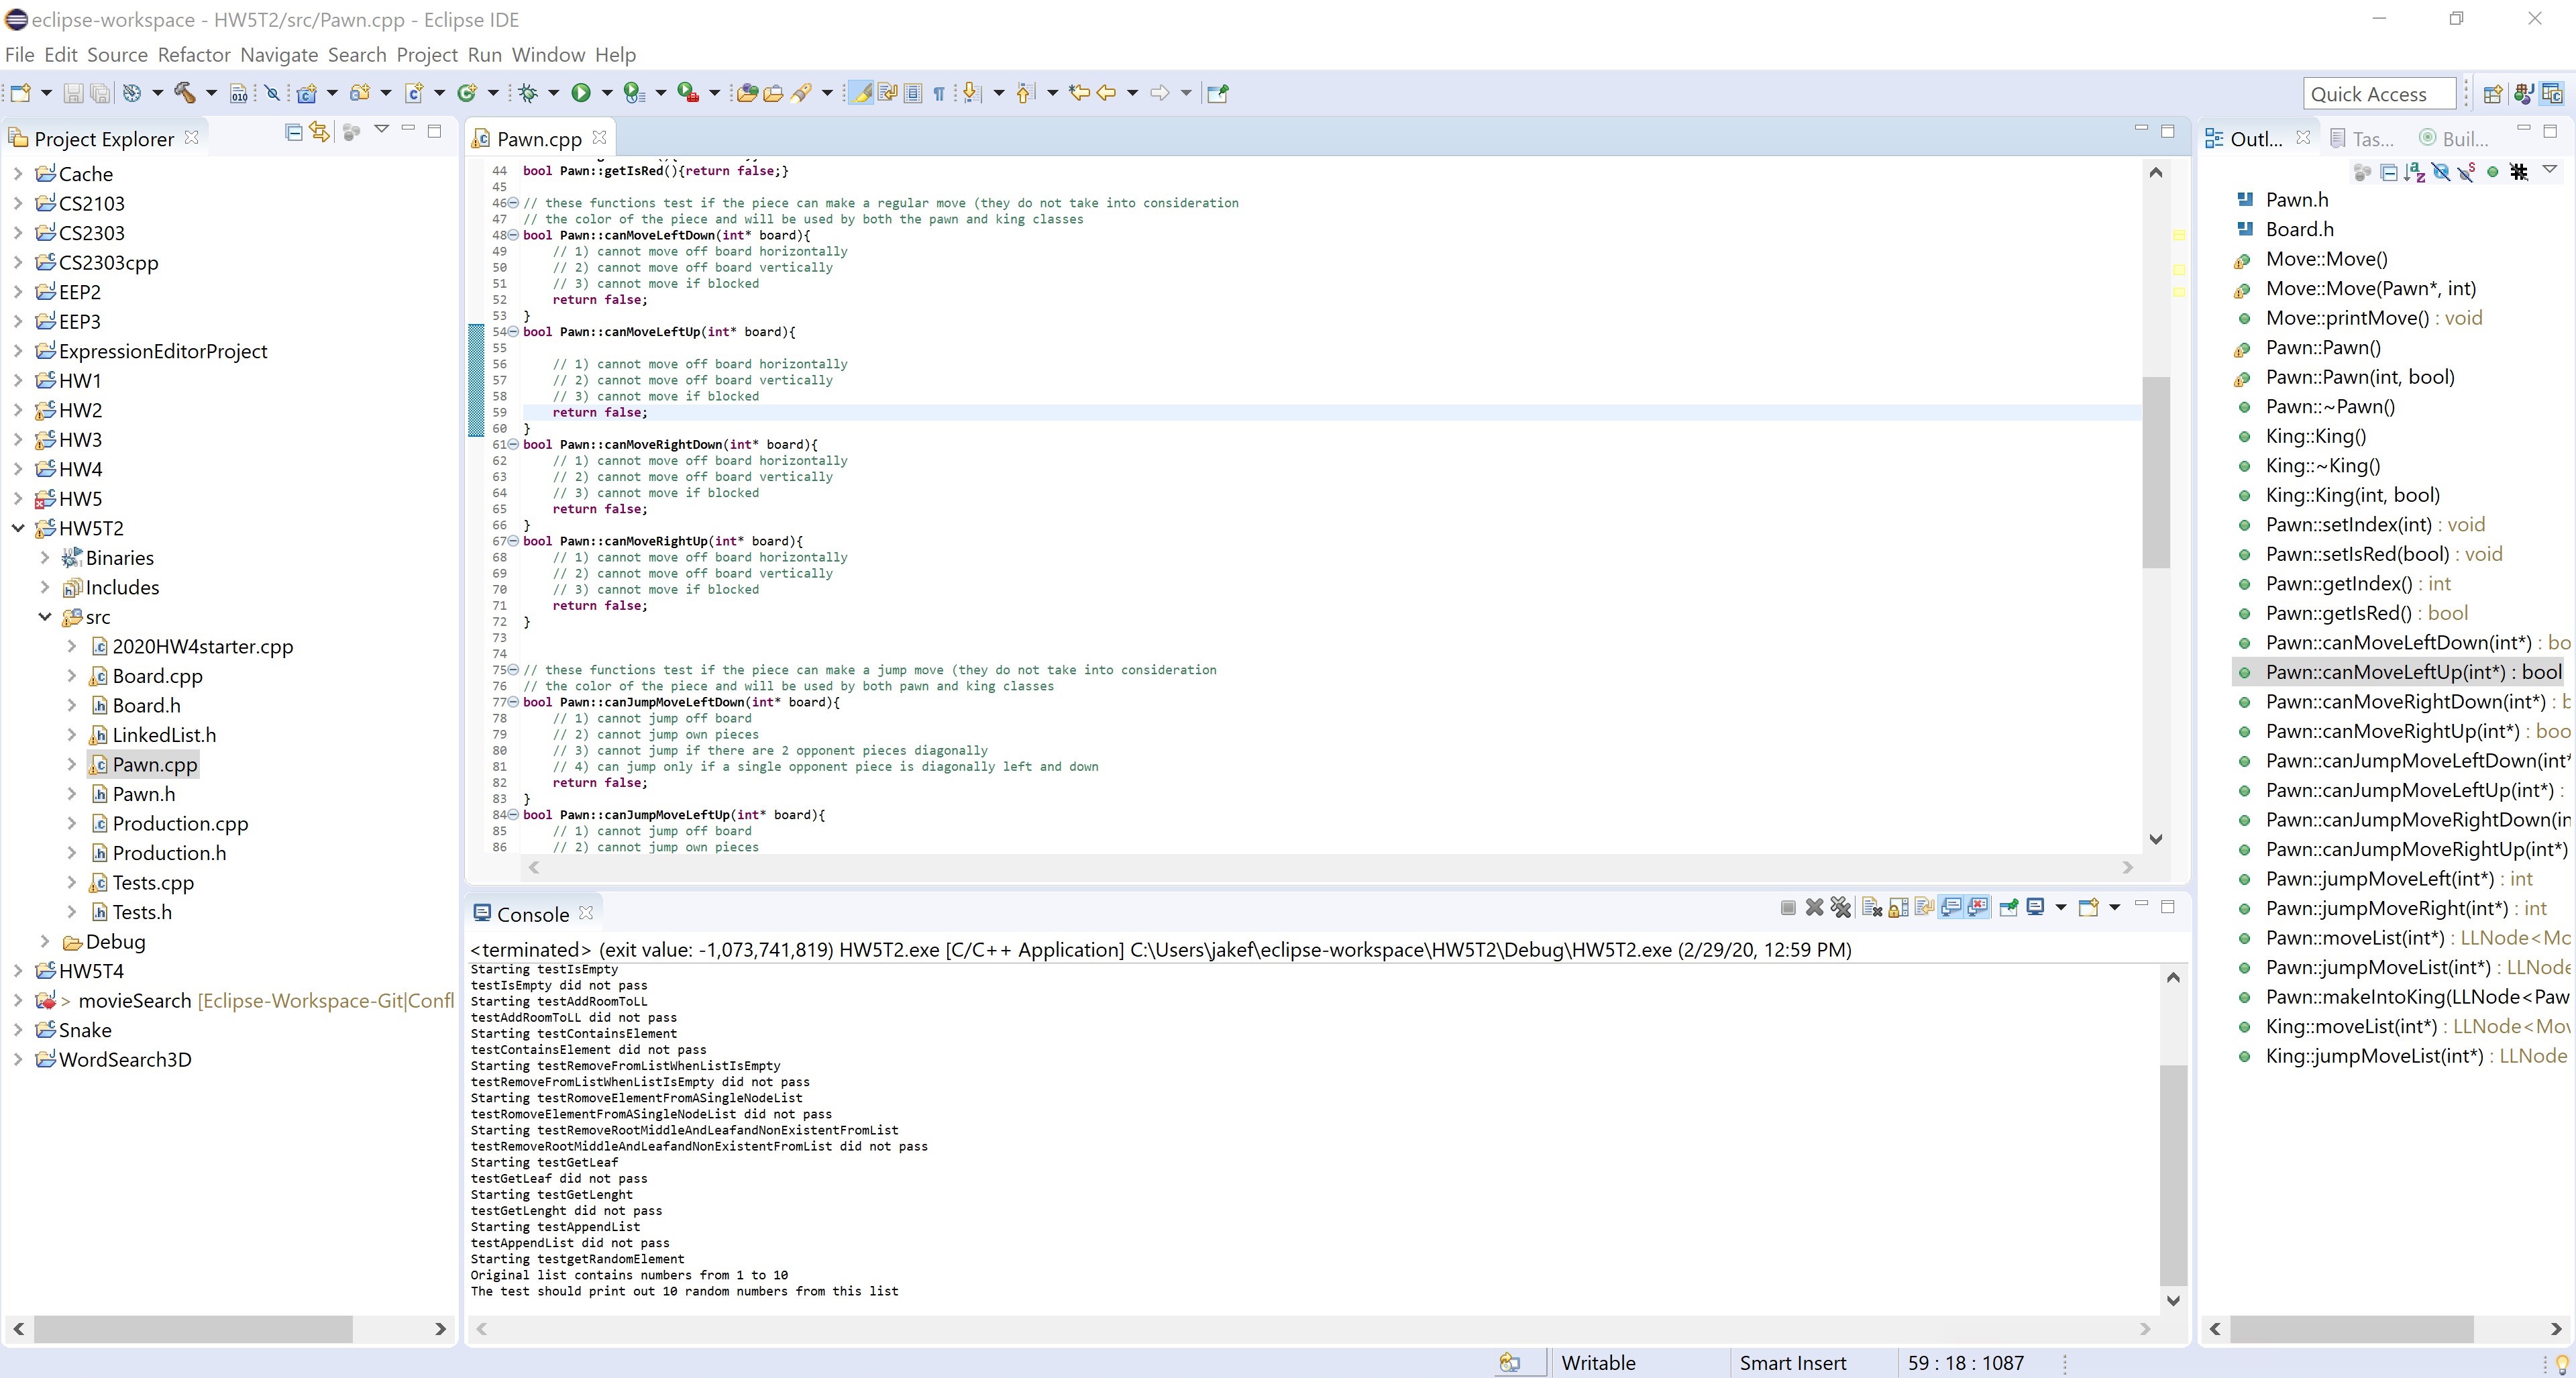 eclipse-workspace - HW5T2/src/Pawn.cpp - Eclipse IDE
File Edit Source Refactor Navigate Search Project Run Window Help
Quick Access
Project Explorer
Cache
CS2103
CS2303
CS2303cpp
EEP2
EEP3
ExpressionEditorProject
HW1
HW2
HW3
HW4
HW5
HW5T2
Binaries
Includes
src
2020HW4starter.cpp
Board.cpp
Board.h
LinkedList.h
Pawn.cpp
Pawn.h
Production.cpp
Production.h
Tests.cpp
Tests.h
Debug
HW5T4
> movieSearch [Eclipse-Workspace-Git|Confl
Snake
WordSearch3D
Pawn.cpp
44 bool Pawn::getIsRed(){return false;}
45
46 // these functions test if the piece can make a regular move (they do not take into consideration
47 // the color of the piece and will be used by both the pawn and king classes
48 bool Pawn::canMoveLeftDown(int* board){
49 // 1) cannot move off board horizontally
50 // 2) cannot move off board vertically
51 // 3) cannot move if blocked
52 return false;
53 }
54 bool Pawn::canMoveLeftUp(int* board){
55
56 // 1) cannot move off board horizontally
57 // 2) cannot move off board vertically
58 // 3) cannot move if blocked
59 return false;
60 }
61 bool Pawn::canMoveRightDown(int* board){
62 // 1) cannot move off board horizontally
63 // 2) cannot move off board vertically
64 // 3) cannot move if blocked
65 return false;
66 }
67 bool Pawn::canMoveRightUp(int* board){
68 // 1) cannot move off board horizontally
69 // 2) cannot move off board vertically
70 // 3) cannot move if blocked
71 return false;
72 }
73
74
75 // these functions test if the piece can make a jump move (they do not take into consideration
76 // the color of the piece and will be used by both pawn and king classes
77 bool Pawn::canJumpMoveLeftDown(int* board){
78 // 1) cannot jump off board
79 // 2) cannot jump own pieces
80 // 3) cannot jump if there are 2 opponent pieces diagonally
81 // 4) can jump only if a single opponent piece is diagonally left and down
82 return false;
83 }
84 bool Pawn::canJumpMoveLeftUp(int* board){
85 // 1) cannot jump off board
86 // 2) cannot jump own pieces
Console
<terminated> (exit value: -1,073,741,819) HW5T2.exe [C/C++ Application] C:\Users\jakef\eclipse-workspace\HW5T2\Debug\HW5T2.exe (2/29/20, 12:59 PM)
Starting testIsEmpty
testIsEmpty did not pass
Starting testAddRoomToLL
testAddRoomToLL did not pass
Starting testContainsElement
testContainsElement did not pass
Starting testRemoveFromListWhenListIsEmpty
testRemoveFromListWhenListIsEmpty did not pass
Starting testRomoveElementFromASingleNodeList
testRomoveElementFromASingleNodeList did not pass
Starting testRemoveRootMiddleAndLeafandNonExistentFromList
testRemoveRootMiddleAndLeafandNonExistentFromList did not pass
Starting testGetLeaf
testGetLeaf did not pass
Starting testGetLenght
testGetLenght did not pass
Starting testAppendList
testAppendList did not pass
Starting testgetRandomElement
Original list contains numbers from 1 to 10
The test should print out 10 random numbers from this list
Outl... Tas... Buil...
Pawn.h
Board.h
Move::Move()
Move::Move(Pawn*, int)
Move::printMove() : void
Pawn::Pawn()
Pawn::Pawn(int, bool)
Pawn::~Pawn()
King::King()
King::~King()
King::King(int, bool)
Pawn::setIndex(int) : void
Pawn::setIsRed(bool) : void
Pawn::getIndex() : int
Pawn::getIsRed() : bool
Pawn::canMoveLeftDown(int*) : bo
Pawn::canMoveLeftUp(int*) : bool
Pawn::canMoveRightDown(int*) : b
Pawn::canMoveRightUp(int*) : boo
Pawn::canJumpMoveLeftDown(int*
Pawn::canJumpMoveLeftUp(int*) :
Pawn::canJumpMoveRightDown(in
Pawn::canJumpMoveRightUp(int*)
Pawn::jumpMoveLeft(int*) : int
Pawn::jumpMoveRight(int*) : int
Pawn::moveList(int*) : LLNode<Mo
Pawn::jumpMoveList(int*) : LLNode
Pawn::makeIntoKing(LLNode<Paw
King::moveList(int*) : LLNode<Mov
King::jumpMoveList(int*) : LLNode
Writable Smart Insert 59 : 18 : 1087